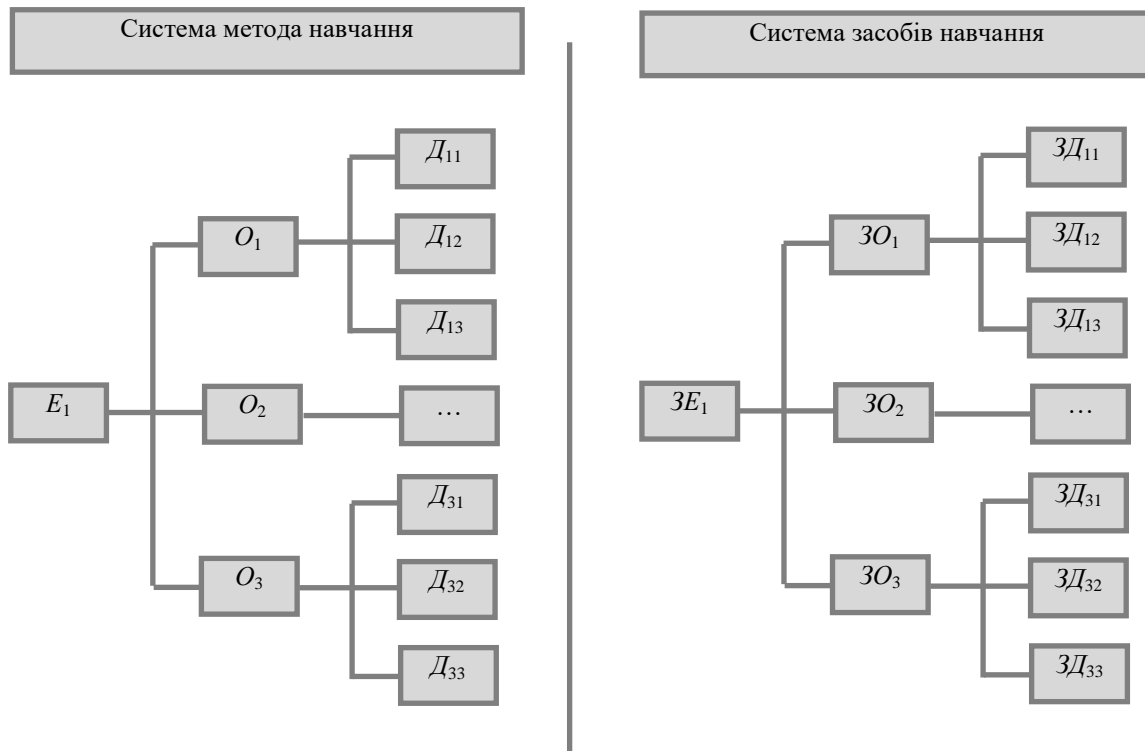 Система метода навчання
Система засобів навчання
Д₁₁
О₁
Д₁₂
Д₁₃
Е₁
О₂
…
Д₃₁
О₃
Д₃₂
Д₃₃
ЗД₁₁
ЗО₁
ЗД₁₂
ЗД₁₃
ЗЕ₁
ЗО₂
…
ЗД₃₁
ЗО₃
ЗД₃₂
ЗД₃₃